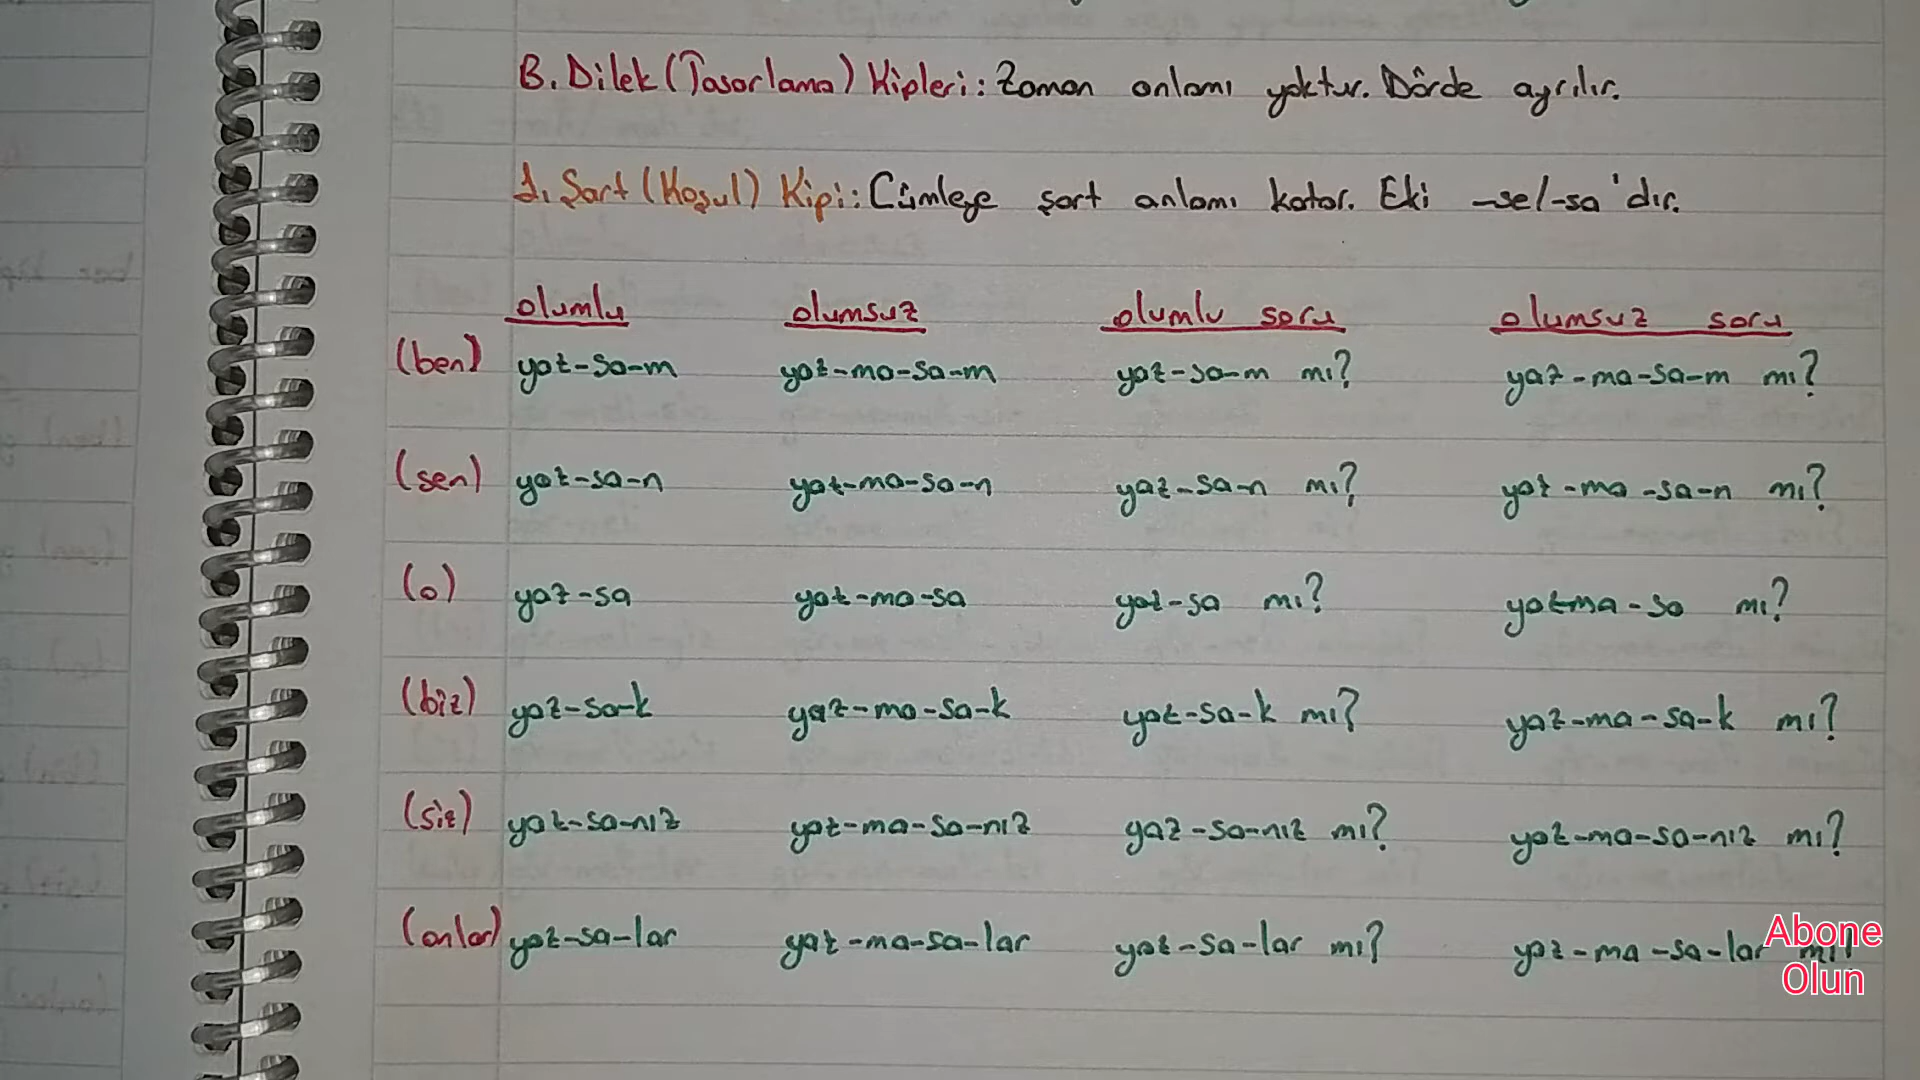 B. Dilek (Tasarlama) Kipleri: Zaman anlamı yoktur. Dörde ayrılır.
1. Şart (Koşul) Kipi: Cümleye şart anlamı katar. Eki -se/-sa'dır.
olumlu olumsuz olumlu soru olumsuz soru
(ben) yaz-sa-m yaz-ma-sa-m yaz-sa-m mı? yaz-ma-sa-m mı?
(sen) yaz-sa-n yaz-ma-sa-n yaz-sa-n mı? yaz-ma-sa-n mı?
(o) yaz-sa yaz-ma-sa yaz-sa mı? yazma-sa mı?
(biz) yaz-sa-k yaz-ma-sa-k yaz-sa-k mı? yaz-ma-sa-k mı?
(siz) yaz-sa-nız yaz-ma-sa-nız yaz-sa-nız mı? yaz-ma-sa-nız mı?
(onlar) yaz-sa-lar yaz-ma-sa-lar yaz-sa-lar mı? yaz-ma-sa-lar mı?
Abone
Olun